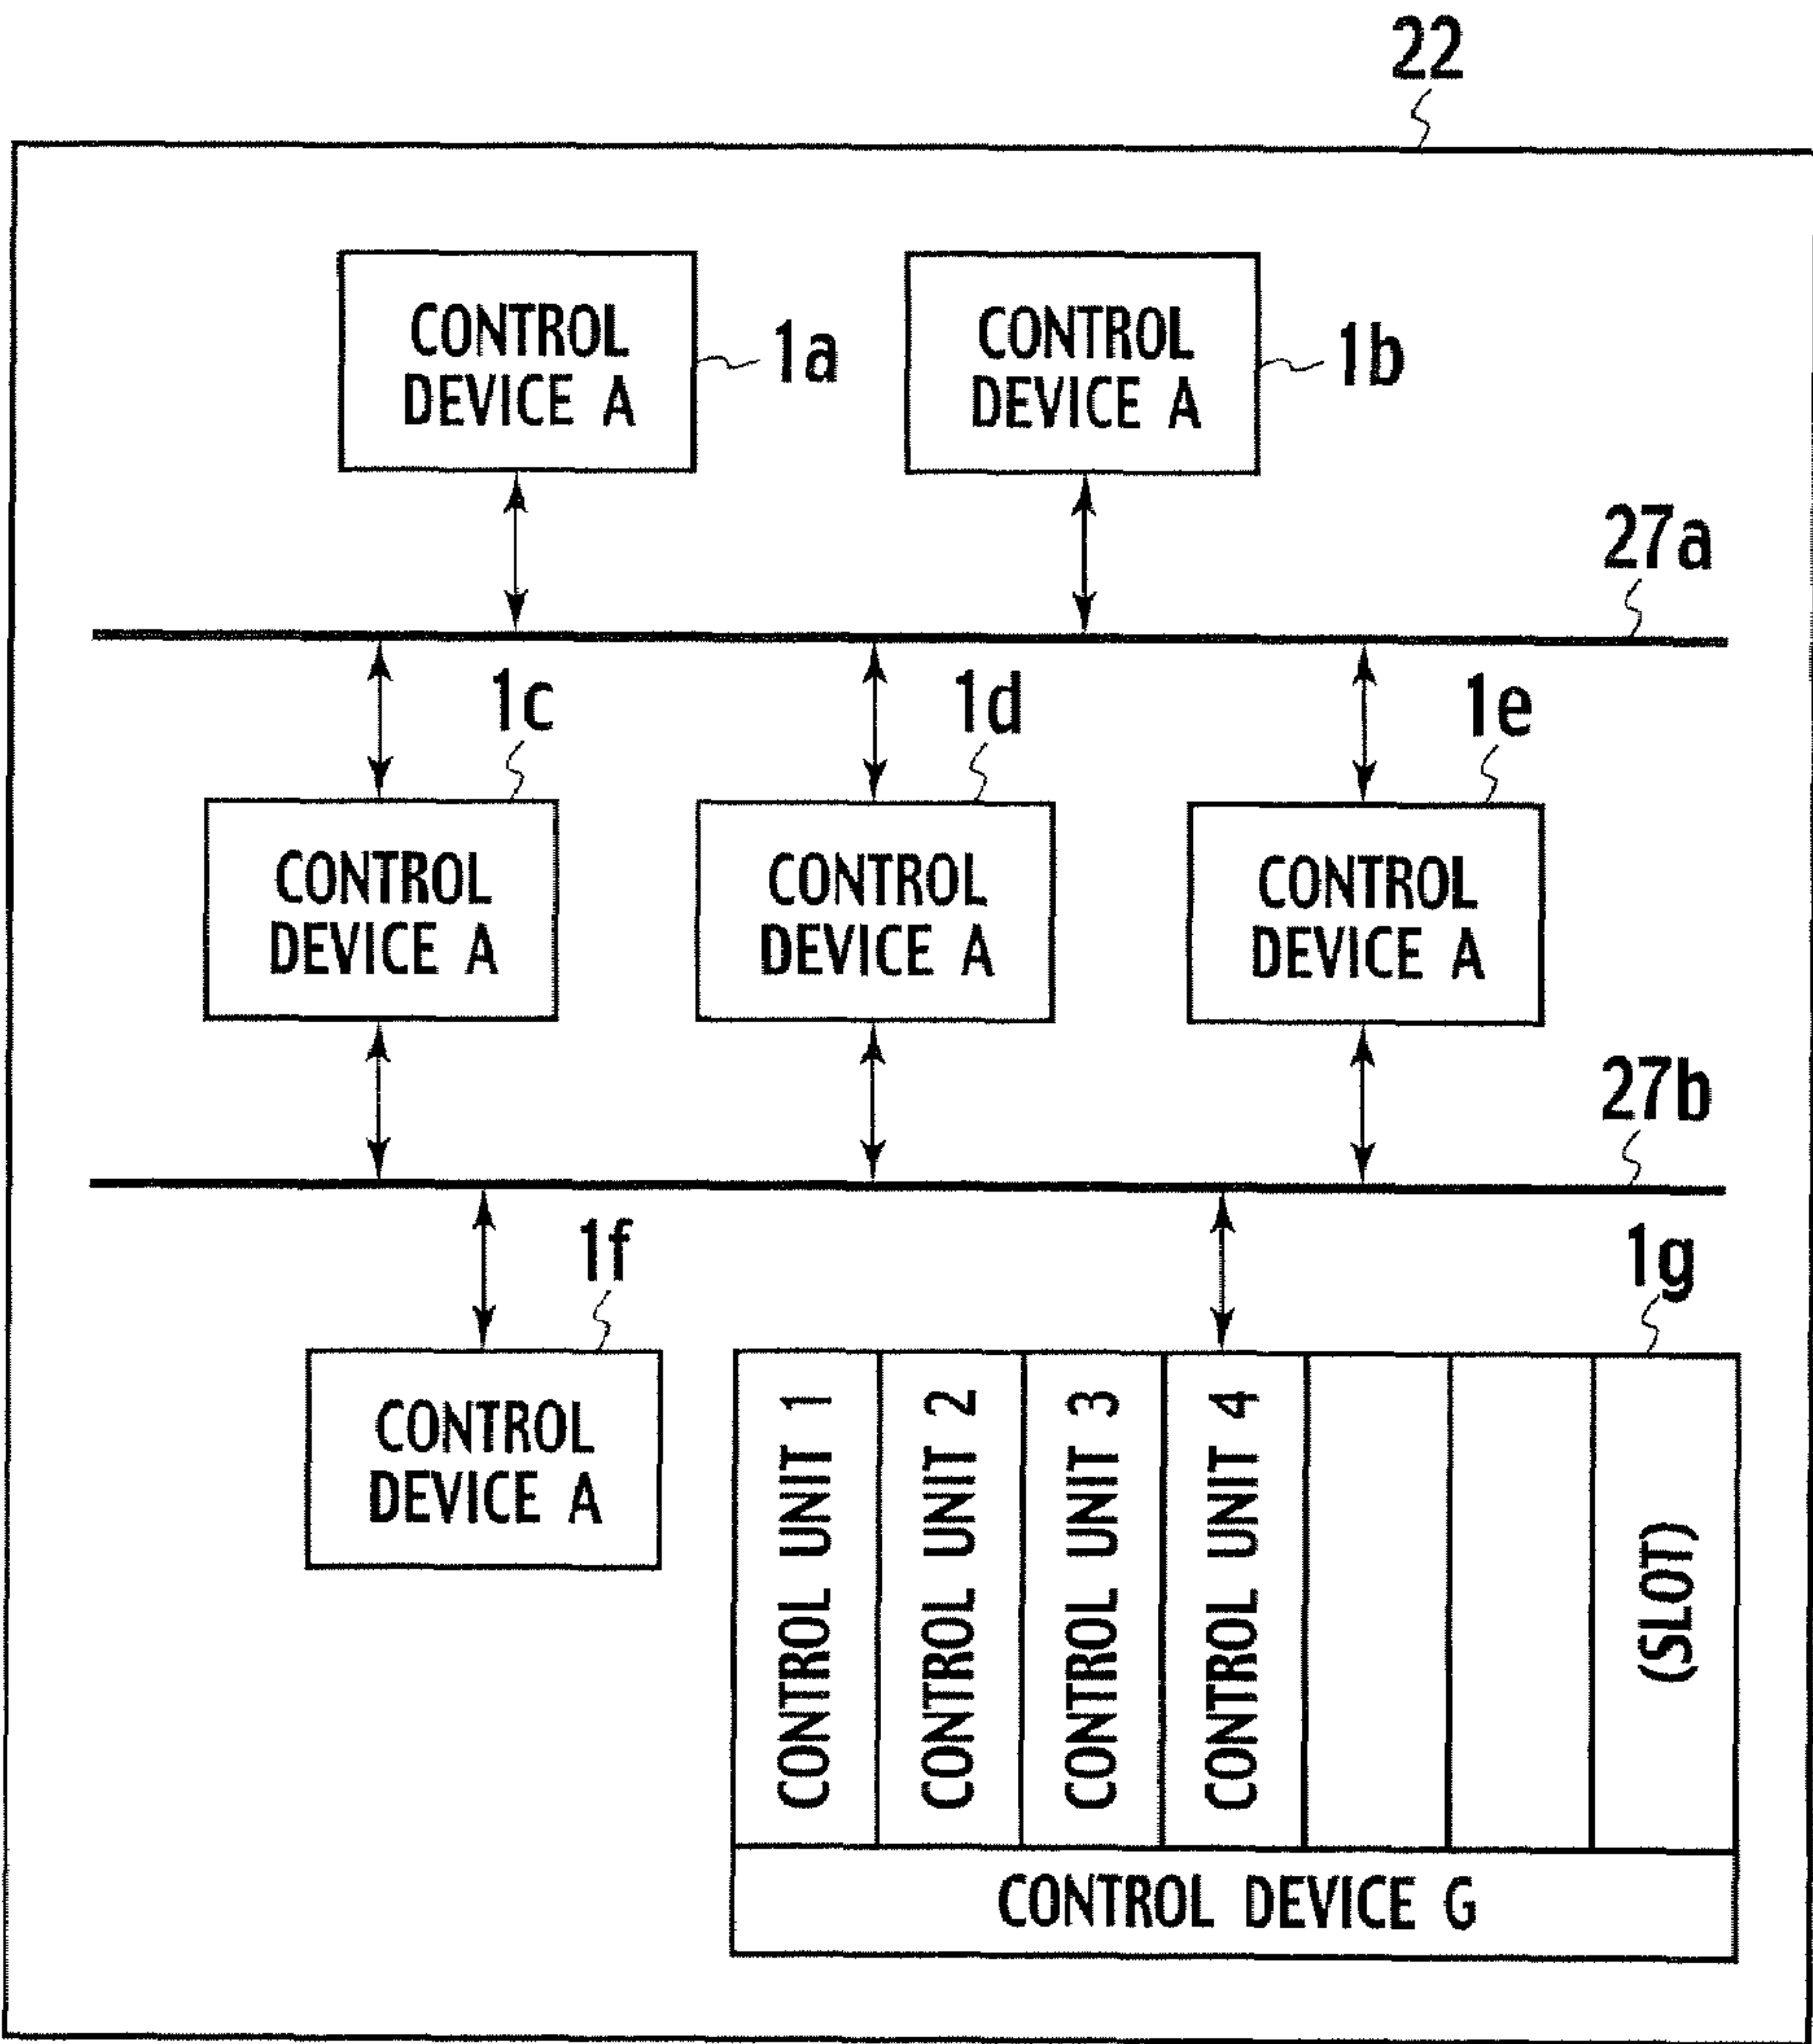 22
CONTROL
DEVICE A
1a
CONTROL
DEVICE A
1b
27a
1c
1d
1e
CONTROL
DEVICE A
CONTROL
DEVICE A
CONTROL
DEVICE A
27b
1f
1g
CONTROL
DEVICE A
CONTROL UNIT 1
CONTROL UNIT 2
CONTROL UNIT 3
CONTROL UNIT 4
(SLOT)
CONTROL DEVICE G